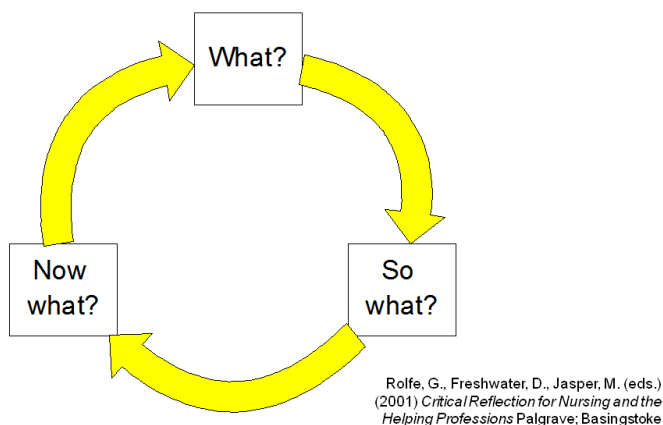 What?
So
what?
Now
what?
Rolfe, G., Freshwater, D., Jasper, M. (eds.)
(2001) Critical Reflection for Nursing and the
Helping Professions Palgrave; Basingstoke